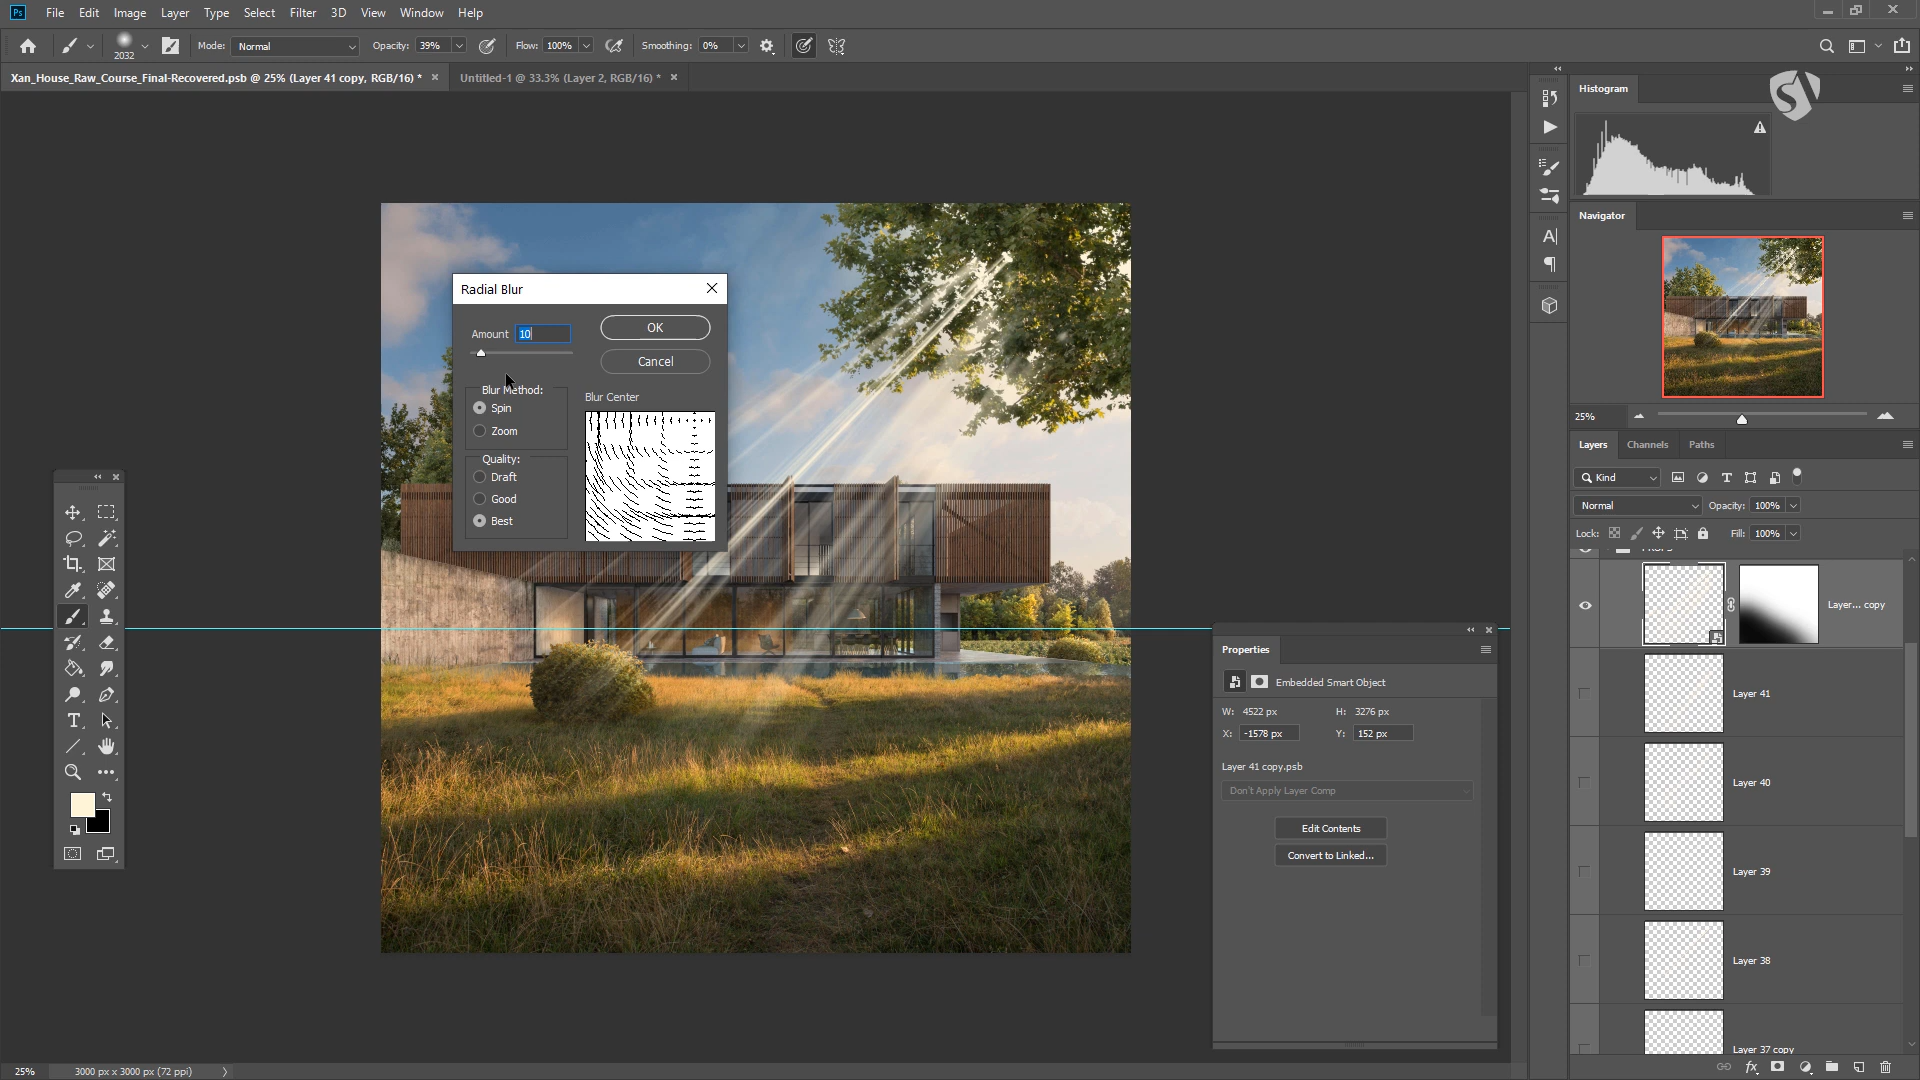 Ps File Edit Image Layer Type Select Filter 3D View Window Help
2032 Mode: Normal Opacity: 39% Flow: 100% Smoothing: 0%
Xan_House_Raw_Course_Final-Recovered.psb @ 25% (Layer 41 copy, RGB/16) * Untitled-1 @ 33.3% (Layer 2, RGB/16) *
Histogram
Navigator
25%
Radial Blur
Amount 10 OK
Cancel
Blur Method:
Spin
Zoom
Quality:
Draft
Good
Best
Blur Center
Layers Channels Paths
Kind
Normal Opacity: 100%
Lock: Fill: 100%
Layer... copy
Layer 41
Layer 40
Layer 39
Layer 38
Layer 37 copy
Properties
Embedded Smart Object
W: 4522 px H: 3276 px
X: -1578 px Y: 152 px
Layer 41 copy.psb
Don't Apply Layer Comp
Edit Contents
Convert to Linked...
25% 3000 px x 3000 px (72 ppi)